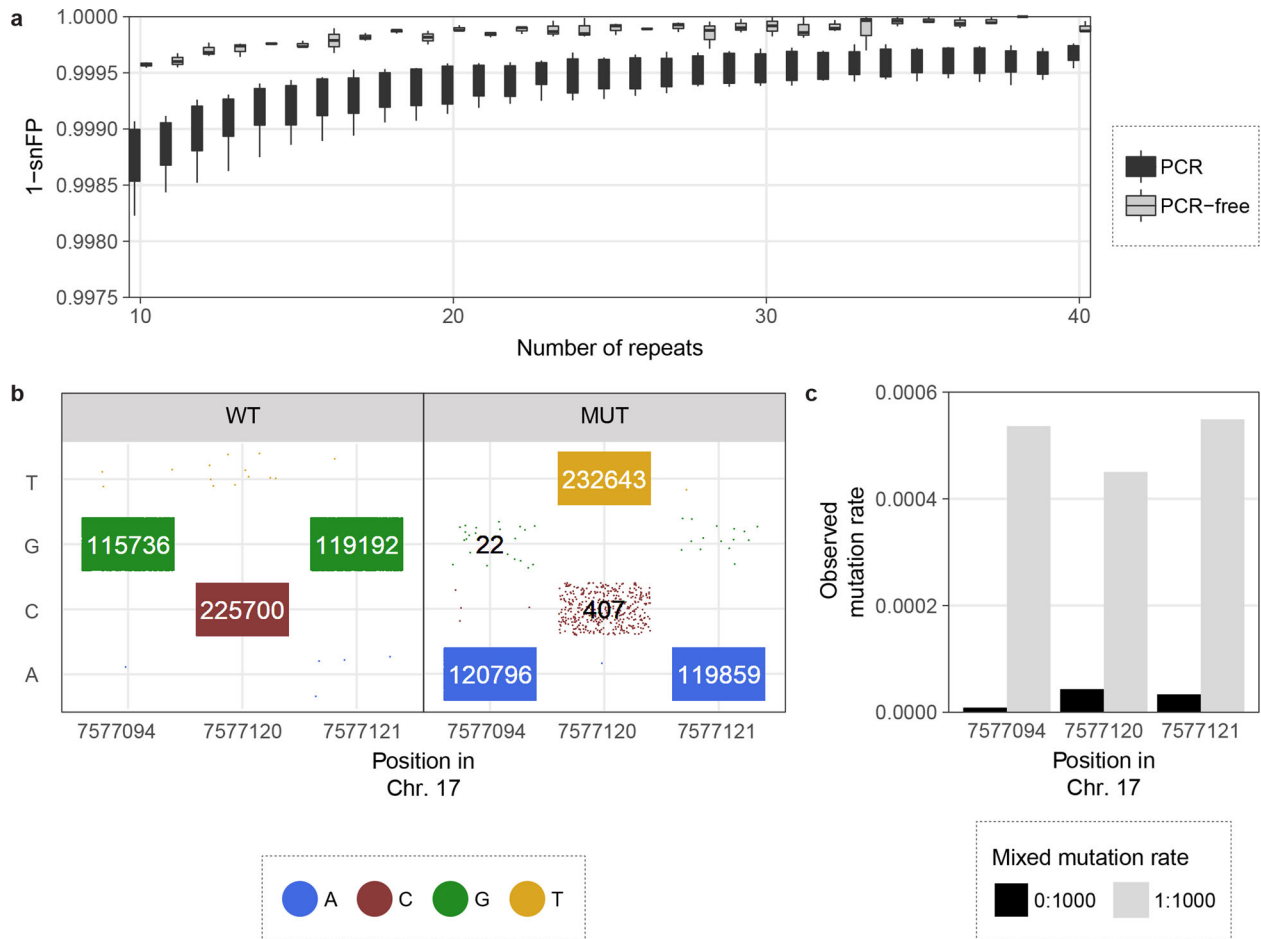 a
1.0000
0.9995
0.9990
0.9985
0.9980
0.9975
1−snFP
10 20 30 40
Number of repeats
PCR
PCR−free
b
WT MUT
T
G
C
A
232643
115736 119192 22
225700 407
120796 119859
7577094 7577120 7577121 7577094 7577120 7577121
Position in
Chr. 17
A C G T
c
0.0006
0.0004
0.0002
0.0000
Observed
mutation rate
7577094 7577120 7577121
Position in
Chr. 17
Mixed mutation rate
0:1000 1:1000